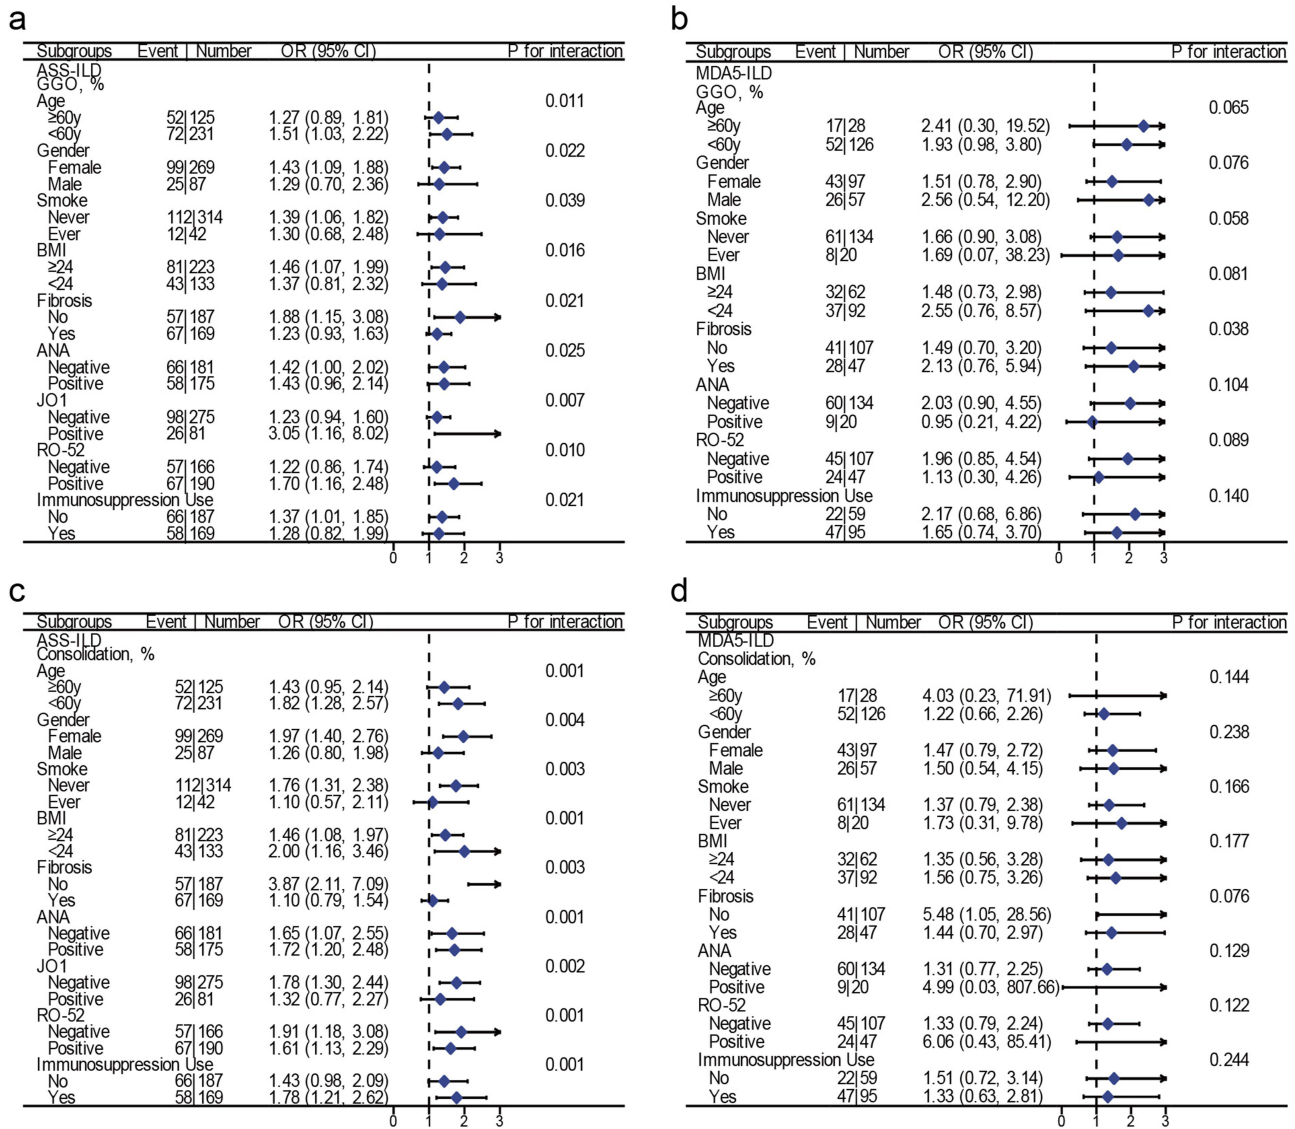 a
Subgroups Event | Number OR (95% CI) P for interaction
ASS-ILD
GGO, %
Age 0.011
≥60y 52|125 1.27 (0.89, 1.81)
<60y 72|231 1.51 (1.03, 2.22)
Gender 0.022
Female 99|269 1.43 (1.09, 1.88)
Male 25|87 1.29 (0.70, 2.36)
Smoke 0.039
Never 112|314 1.39 (1.06, 1.82)
Ever 12|42 1.30 (0.68, 2.48)
BMI 0.016
≥24 81|223 1.46 (1.07, 1.99)
<24 43|133 1.37 (0.81, 2.32)
Fibrosis 0.021
No 57|187 1.88 (1.15, 3.08)
Yes 67|169 1.23 (0.93, 1.63)
ANA 0.025
Negative 66|181 1.42 (1.00, 2.02)
Positive 58|175 1.43 (0.96, 2.14)
JO1 0.007
Negative 98|275 1.23 (0.94, 1.60)
Positive 26|81 3.05 (1.16, 8.02)
RO-52 0.010
Negative 57|166 1.22 (0.86, 1.74)
Positive 67|190 1.70 (1.16, 2.48)
Immunosuppression Use 0.021
No 66|187 1.37 (1.01, 1.85)
Yes 58|169 1.28 (0.82, 1.99)
0 1 2 3
b
Subgroups Event | Number OR (95% CI) P for interaction
MDA5-ILD
GGO, %
Age 0.065
≥60y 17|28 2.41 (0.30, 19.52)
<60y 52|126 1.93 (0.98, 3.80)
Gender 0.076
Female 43|97 1.51 (0.78, 2.90)
Male 26|57 2.56 (0.54, 12.20)
Smoke 0.058
Never 61|134 1.66 (0.90, 3.08)
Ever 8|20 1.69 (0.07, 38.23)
BMI 0.081
≥24 32|62 1.48 (0.73, 2.98)
<24 37|92 2.55 (0.76, 8.57)
Fibrosis 0.038
No 41|107 1.49 (0.70, 3.20)
Yes 28|47 2.13 (0.76, 5.94)
ANA 0.104
Negative 60|134 2.03 (0.90, 4.55)
Positive 9|20 0.95 (0.21, 4.22)
RO-52 0.089
Negative 45|107 1.96 (0.85, 4.54)
Positive 24|47 1.13 (0.30, 4.26)
Immunosuppression Use 0.140
No 22|59 2.17 (0.68, 6.86)
Yes 47|95 1.65 (0.74, 3.70)
0 1 2 3
c
Subgroups Event | Number OR (95% CI) P for interaction
ASS-ILD
Consolidation, %
Age 0.001
≥60y 52|125 1.43 (0.95, 2.14)
<60y 72|231 1.82 (1.28, 2.57)
Gender 0.004
Female 99|269 1.97 (1.40, 2.76)
Male 25|87 1.26 (0.80, 1.98)
Smoke 0.003
Never 112|314 1.76 (1.31, 2.38)
Ever 12|42 1.10 (0.57, 2.11)
BMI 0.001
≥24 81|223 1.46 (1.08, 1.97)
<24 43|133 2.00 (1.16, 3.46)
Fibrosis 0.003
No 57|187 3.87 (2.11, 7.09)
Yes 67|169 1.10 (0.79, 1.54)
ANA 0.001
Negative 66|181 1.65 (1.07, 2.55)
Positive 58|175 1.72 (1.20, 2.48)
JO1 0.002
Negative 98|275 1.78 (1.30, 2.44)
Positive 26|81 1.32 (0.77, 2.27)
RO-52 0.001
Negative 57|166 1.91 (1.18, 3.08)
Positive 67|190 1.61 (1.13, 2.29)
Immunosuppression Use 0.001
No 66|187 1.43 (0.98, 2.09)
Yes 58|169 1.78 (1.21, 2.62)
0 1 2 3
d
Subgroups Event | Number OR (95% CI) P for interaction
MDA5-ILD
Consolidation, %
Age 0.144
≥60y 17|28 4.03 (0.23, 71.91)
<60y 52|126 1.22 (0.66, 2.26)
Gender 0.238
Female 43|97 1.47 (0.79, 2.72)
Male 26|57 1.50 (0.54, 4.15)
Smoke 0.166
Never 61|134 1.37 (0.79, 2.38)
Ever 8|20 1.73 (0.31, 9.78)
BMI 0.177
≥24 32|62 1.35 (0.56, 3.28)
<24 37|92 1.56 (0.75, 3.26)
Fibrosis 0.076
No 41|107 5.48 (1.05, 28.56)
Yes 28|47 1.44 (0.70, 2.97)
ANA 0.129
Negative 60|134 1.31 (0.77, 2.25)
Positive 9|20 4.99 (0.03, 807.66)
RO-52 0.122
Negative 45|107 1.33 (0.79, 2.24)
Positive 24|47 6.06 (0.43, 85.41)
Immunosuppression Use 0.244
No 22|59 1.51 (0.72, 3.14)
Yes 47|95 1.33 (0.63, 2.81)
0 1 2 3